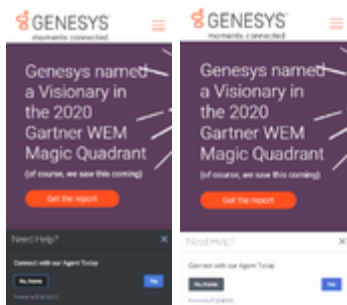 GENESYS
moments connected
Genesys named
a Visionary in
the 2020
Gartner WEM
Magic Quadrant
(of course, we saw this coming)
Get the report
Need Help?
Connect with our Agent Today
No, thanks
Yes
GENESYS
moments connected
Genesys named
a Visionary in
the 2020
Gartner WEM
Magic Quadrant
(of course, we saw this coming)
Get the report
Need Help?
Connect with our Agent Today
No, thanks
Yes